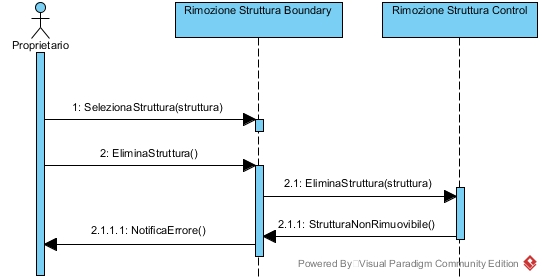 Rimozione Struttura Boundary
Rimozione Struttura Control
Proprietario
1: SelezionaStruttura(struttura)
2: EliminaStruttura()
2.1: EliminaStruttura(struttura)
2.1.1: StrutturaNonRimuovibile()
2.1.1.1: NotificaErrore()
Powered By Visual Paradigm Community Edition